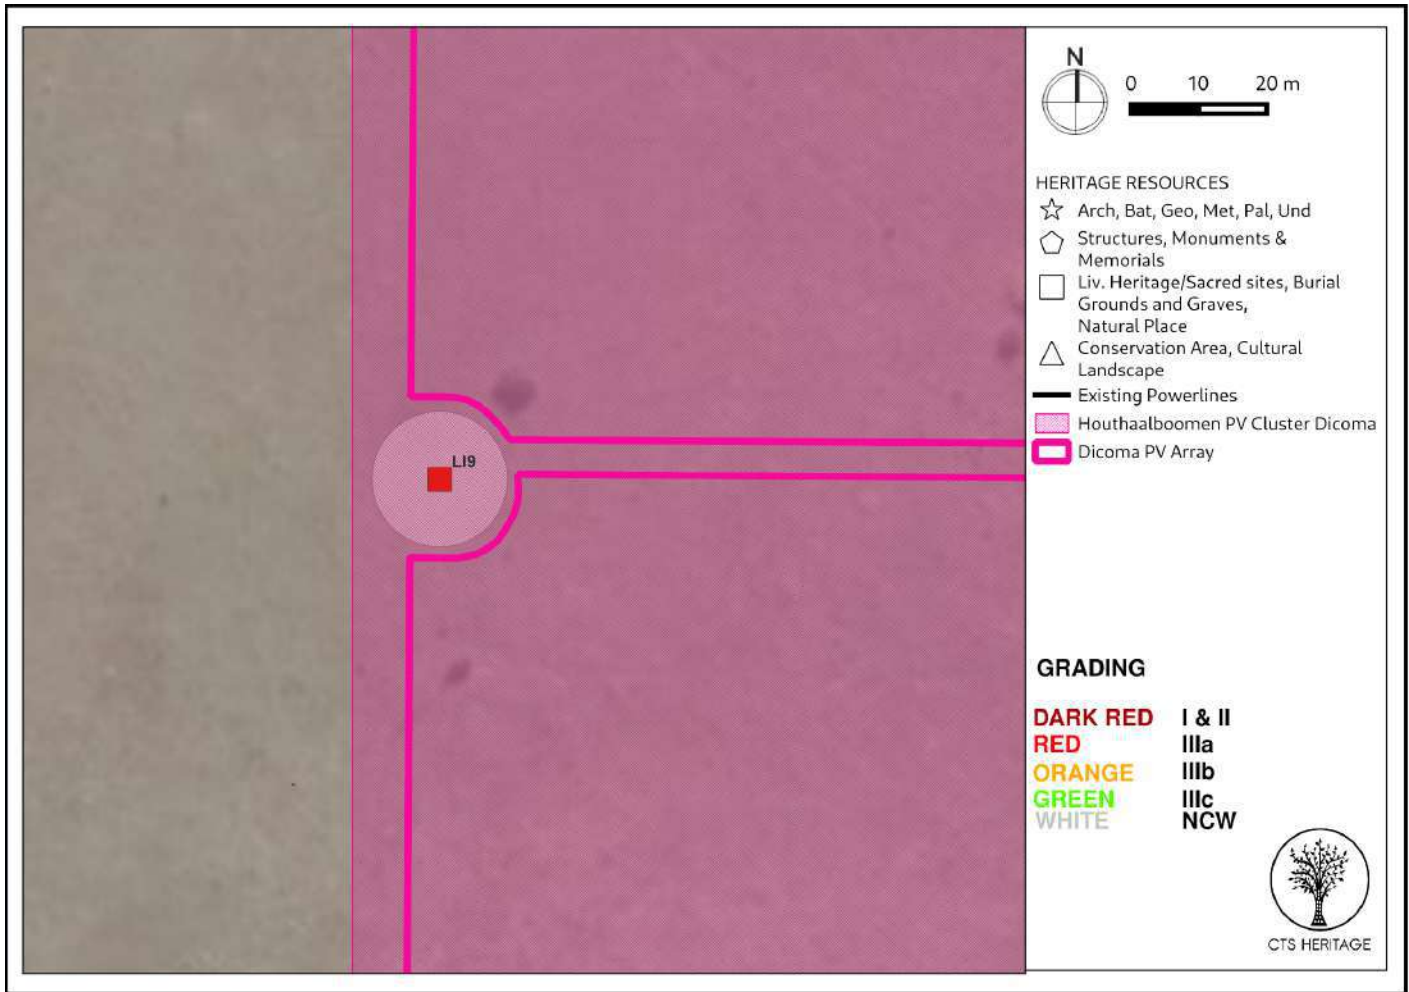 N
0 10 20 m
HERITAGE RESOURCES
Arch, Bat, Geo, Met, Pal, Und
Structures, Monuments &
Memorials
Liv. Heritage/Sacred sites, Burial
Grounds and Graves,
Natural Place
Conservation Area, Cultural
Landscape
Existing Powerlines
Houthaalboomen PV Cluster Dicoma
Dicoma PV Array
LI9
GRADING
DARK RED I & II
RED IIIa
ORANGE IIIb
GREEN IIIc
WHITE NCW
CTS HERITAGE